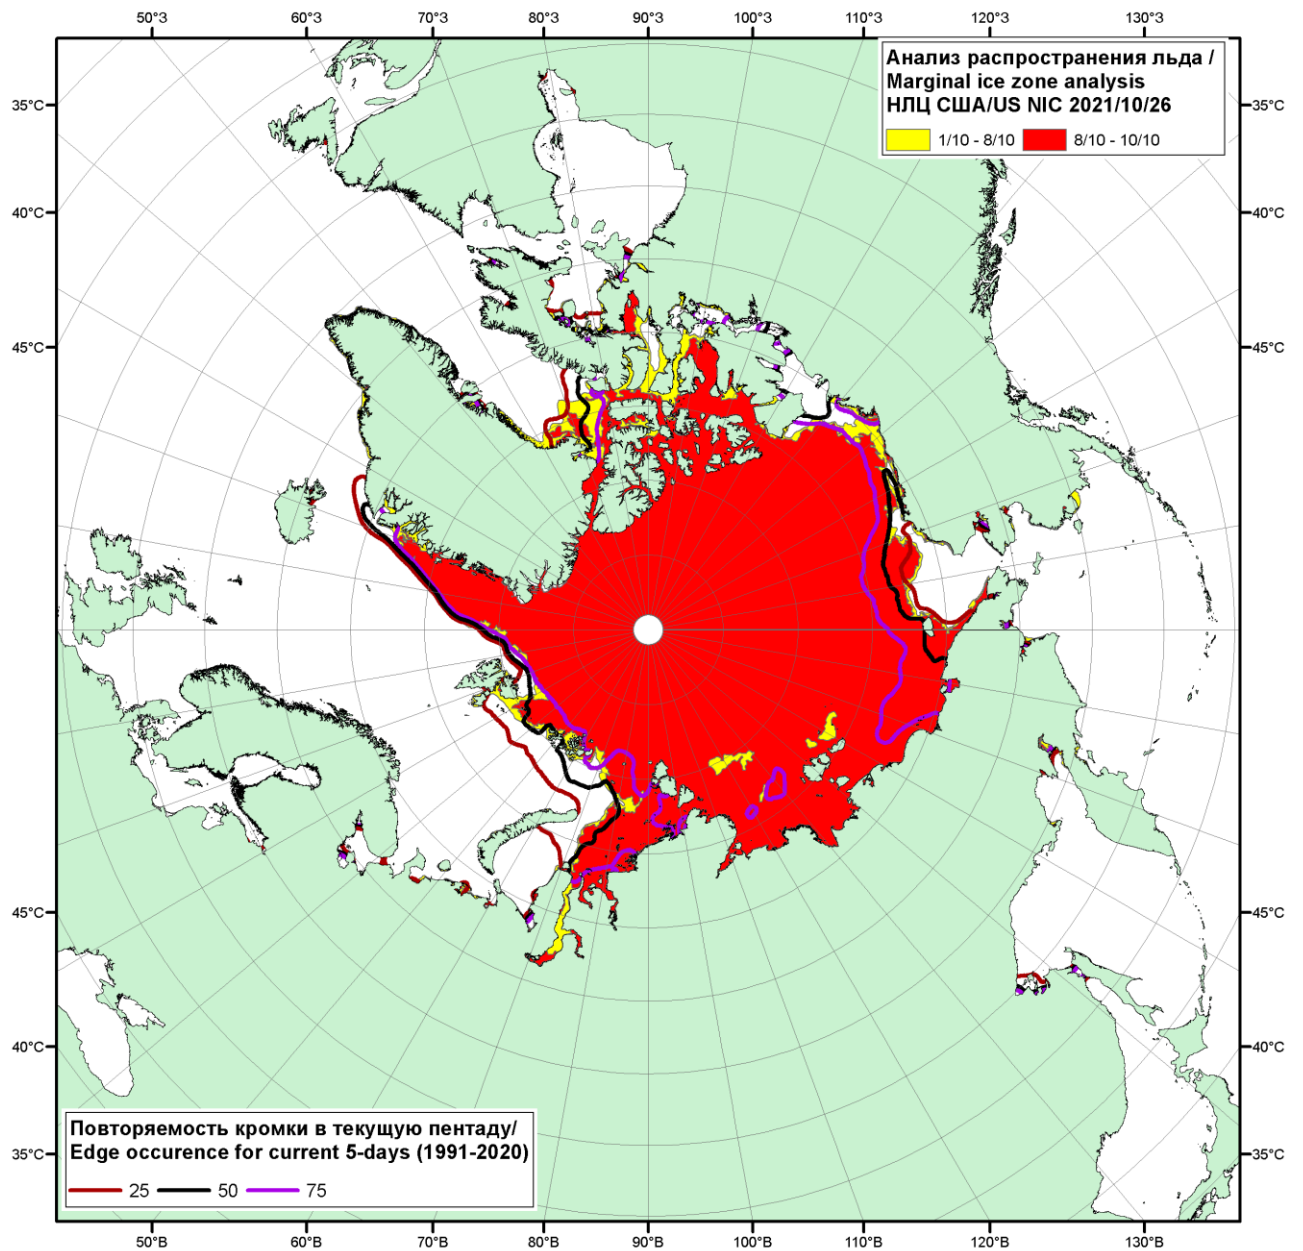 50°З 60°З 70°З 80°З 90°З 100°З 110°З 120°З 130°З
Анализ распространения льда /
Marginal ice zone analysis
НЛЦ США/US NIC 2021/10/26
1/10 - 8/10 8/10 - 10/10
35°С 35°С
40°С 40°С
45°С 45°С
45°С 45°С
40°С 40°С
Повторяемость кромки в текущую пентаду/
Edge occurence for current 5-days (1991-2020)
25 50 75
35°С 35°С
50°В 60°В 70°В 80°В 90°В 100°В 110°В 120°В 130°В